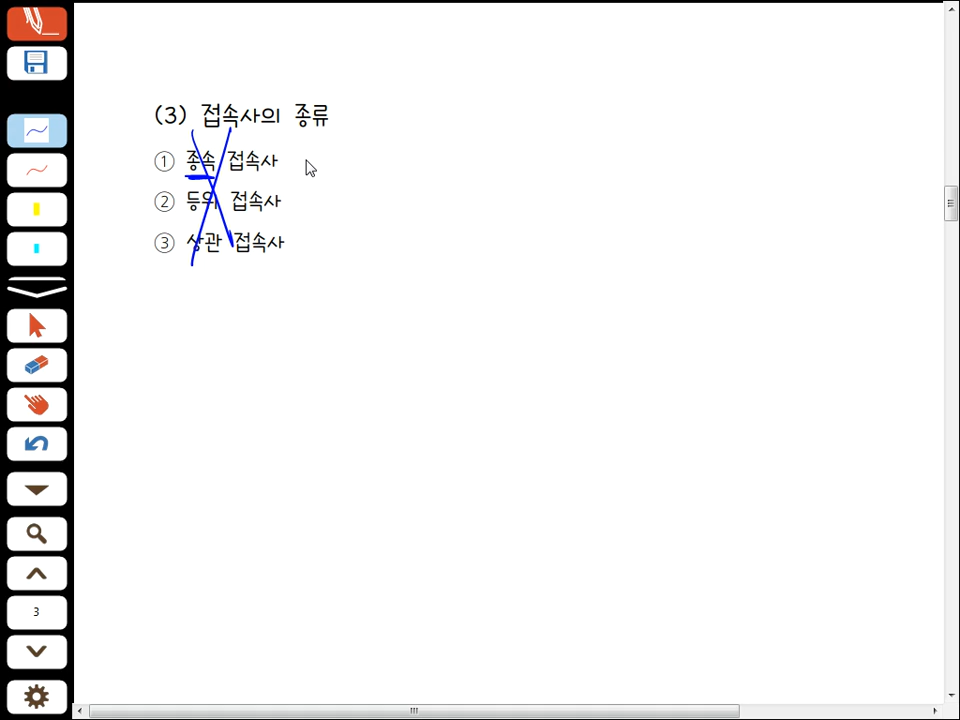 (3) 접속사의 종류
① 종속 접속사
② 등위 접속사
③ 상관 접속사
3